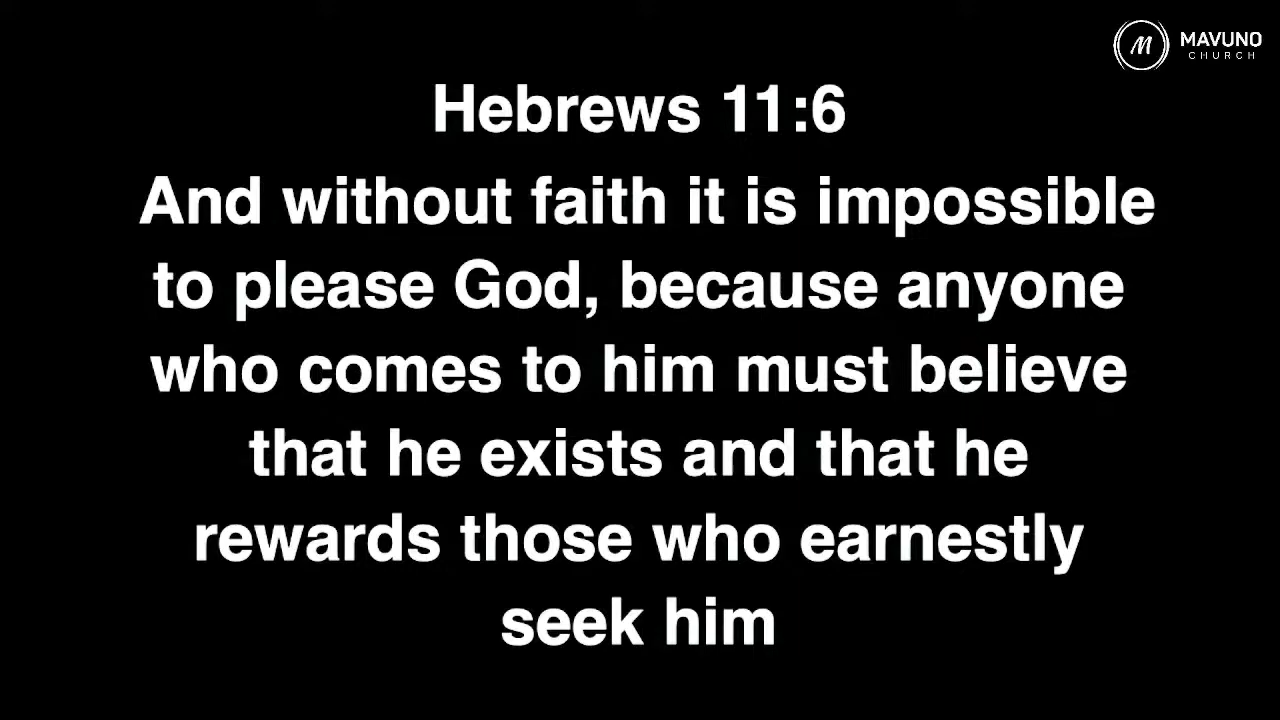 M MAVUNO
CHURCH
Hebrews 11:6
And without faith it is impossible
to please God, because anyone
who comes to him must believe
that he exists and that he
rewards those who earnestly
seek him